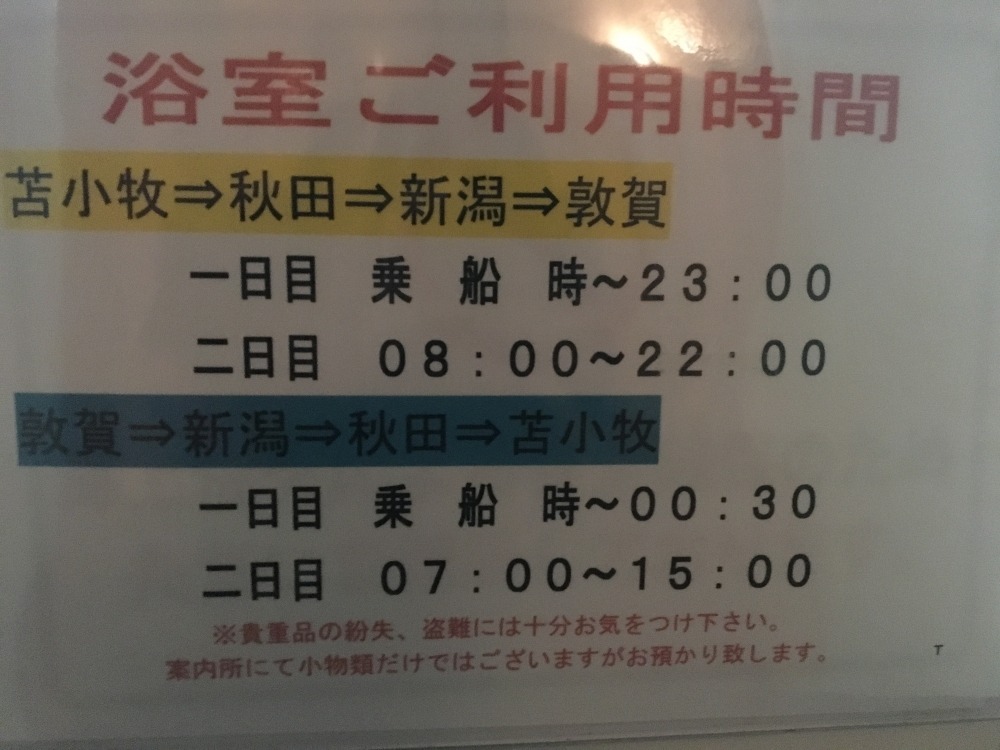 浴室ご利用時間
苫小牧⇒秋田⇒新潟⇒敦賀
一日目　乗　船　時～２３：００
二日目　０８：００～２２：００
敦賀⇒新潟⇒秋田⇒苫小牧
一日目　乗　船　時～００：３０
二日目　０７：００～１５：００
※貴重品の紛失、盗難には十分お気をつけ下さい。
案内所にて小物類だけではございますがお預かり致します。
T